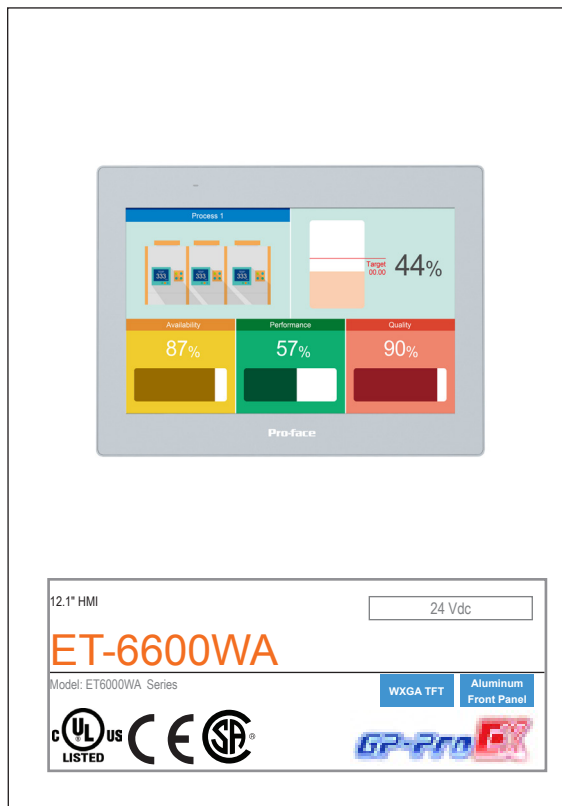 Process 1
333
333
333
Target
00.00
44%
Availability
Performance
Quality
87%
57%
90%
Pro-face
12.1" HMI
24 Vdc
ET-6600WA
Model: ET6000WA Series
WXGA TFT
Aluminum
Front Panel
C UL US
LISTED
CE
SA
®
GP-Pro EX